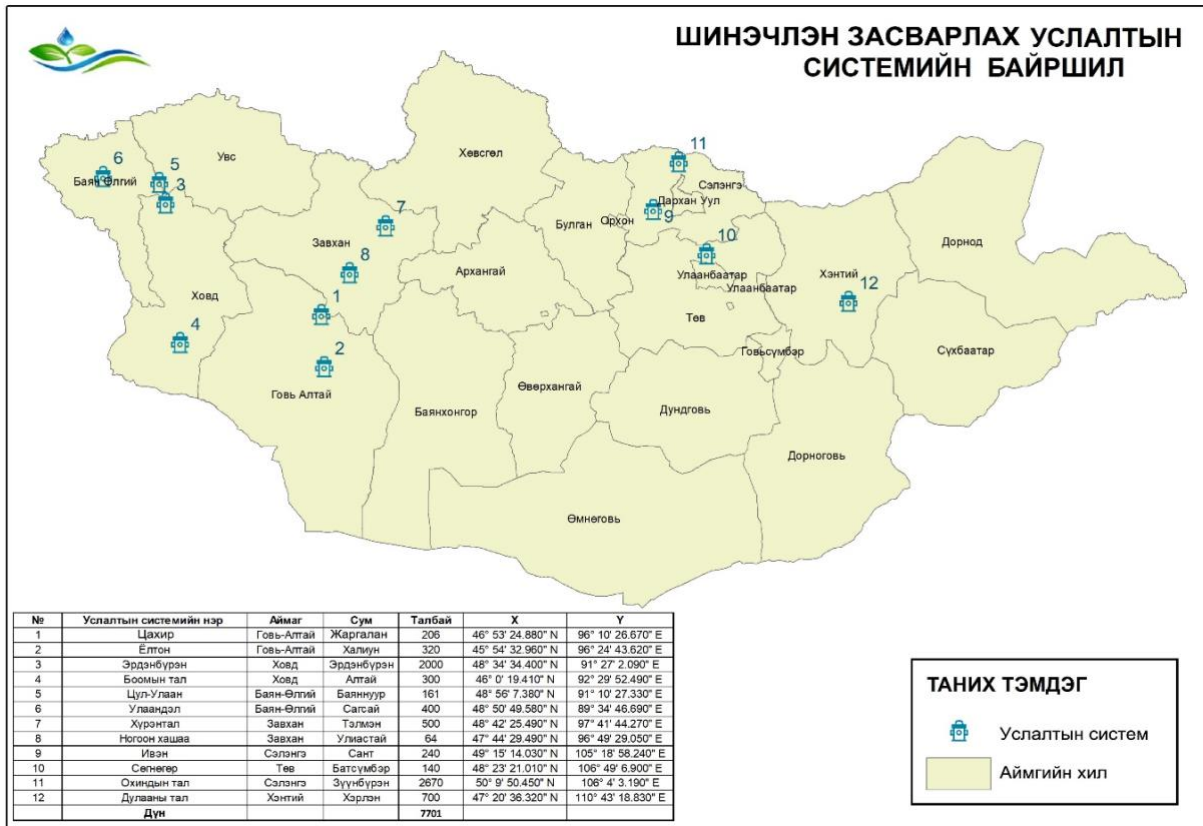 ШИНЭЧЛЭН ЗАСВАРЛАХ УСЛАЛТЫН
СИСТЕМИЙН БАЙРШИЛ
11
6
Увс
Хөвсгөл
5
Баян Өлгий
Сэлэнгэ
3
Дархан Уул
7
9
Орхон
Булган
Завхан
10
Дорнод
8
Архангай
Улаанбаатар
Хэнтий
Улаанбаатар
12
Ховд
1
Төв
4
Говьсүмбэр
Сүхбаатар
2
Өвөрхангай
Говь Алтай
Баянхонгор
Дундговь
Дорноговь
Өмнөговь
№ Услалтын системийн нэр Аймаг Сум Талбай X Y
1 Цахир Говь-Алтай Жаргалан 206 46° 53' 24.880" N 96° 10' 26.670" E
2 Ёлтон Говь-Алтай Халиун 320 45° 54' 32.960" N 96° 24' 43.620" E
3 Эрдэнбүрэн Ховд Эрдэнбүрэн 2000 48° 34' 34.400" N 91° 27' 2.090" E
4 Боомын тал Ховд Алтай 300 46° 0' 19.410" N 92° 29' 52.490" E
5 Цул-Улаан Баян-Өлгий Баяннуур 161 48° 56' 7.380" N 91° 10' 27.330" E
6 Улаандэл Баян-Өлгий Сагсай 400 48° 50' 49.580" N 89° 34' 46.690" E
7 Хүрэнтал Завхан Тэлмэн 500 48° 42' 25.490" N 97° 41' 44.270" E
8 Ногоон хашаа Завхан Улиастай 64 47° 44' 29.490" N 96° 49' 29.050" E
9 Ивэн Сэлэнгэ Сант 240 49° 15' 14.030" N 105° 18' 58.240" E
10 Сөгнөгөр Төв Батсүмбэр 140 48° 23' 21.010" N 106° 49' 6.900" E
11 Охиндын тал Сэлэнгэ Зүүнбүрэн 2670 50° 9' 50.450" N 106° 4' 3.190" E
12 Дулааны тал Хэнтий Хэрлэн 700 47° 20' 36.320" N 110° 43' 18.830" E
Дүн 7701
ТАНИХ ТЭМДЭГ
Услалтын систем
Аймгийн хил